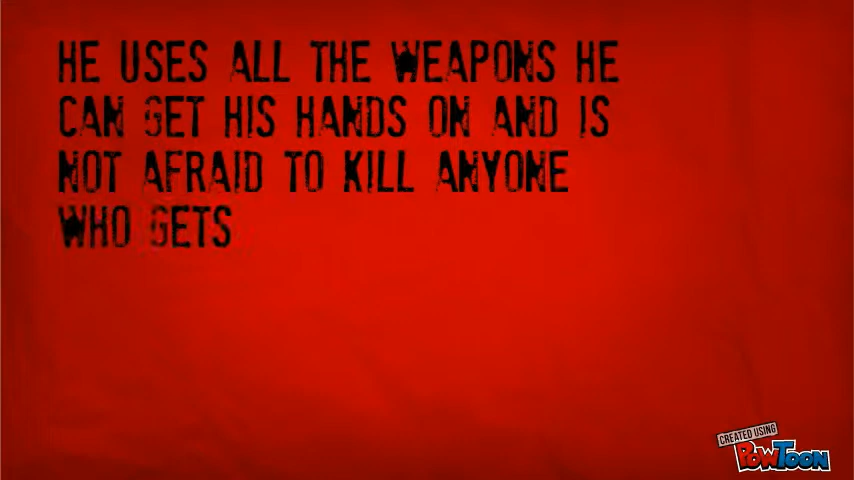 HE USES ALL THE WEAPONS HE
CAN GET HIS HANDS ON AND IS
NOT AFRAID TO KILL ANYONE
WHO GETS
CREATED USING
POWTOON